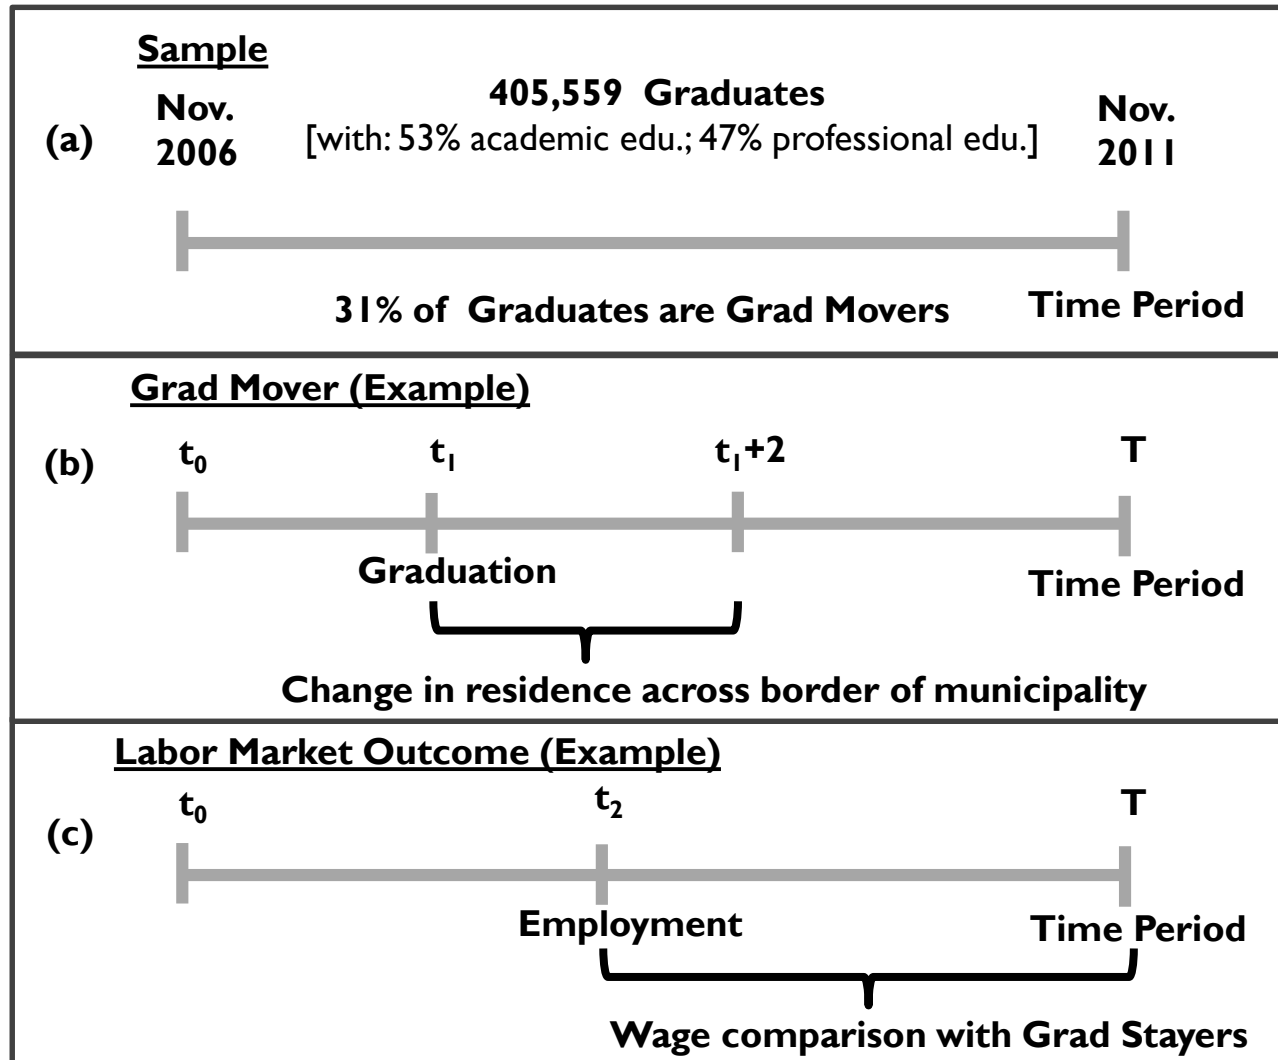 Sample
(a)
Nov.
2006
405,559 Graduates
[with: 53% academic edu.; 47% professional edu.]
Nov.
2011
31% of Graduates are Grad Movers
Time Period
Grad Mover (Example)
(b)
t₀ t₁ t₁+2 T
Graduation
Time Period
Change in residence across border of municipality
Labor Market Outcome (Example)
(c)
t₀ t₂ T
Employment
Time Period
Wage comparison with Grad Stayers